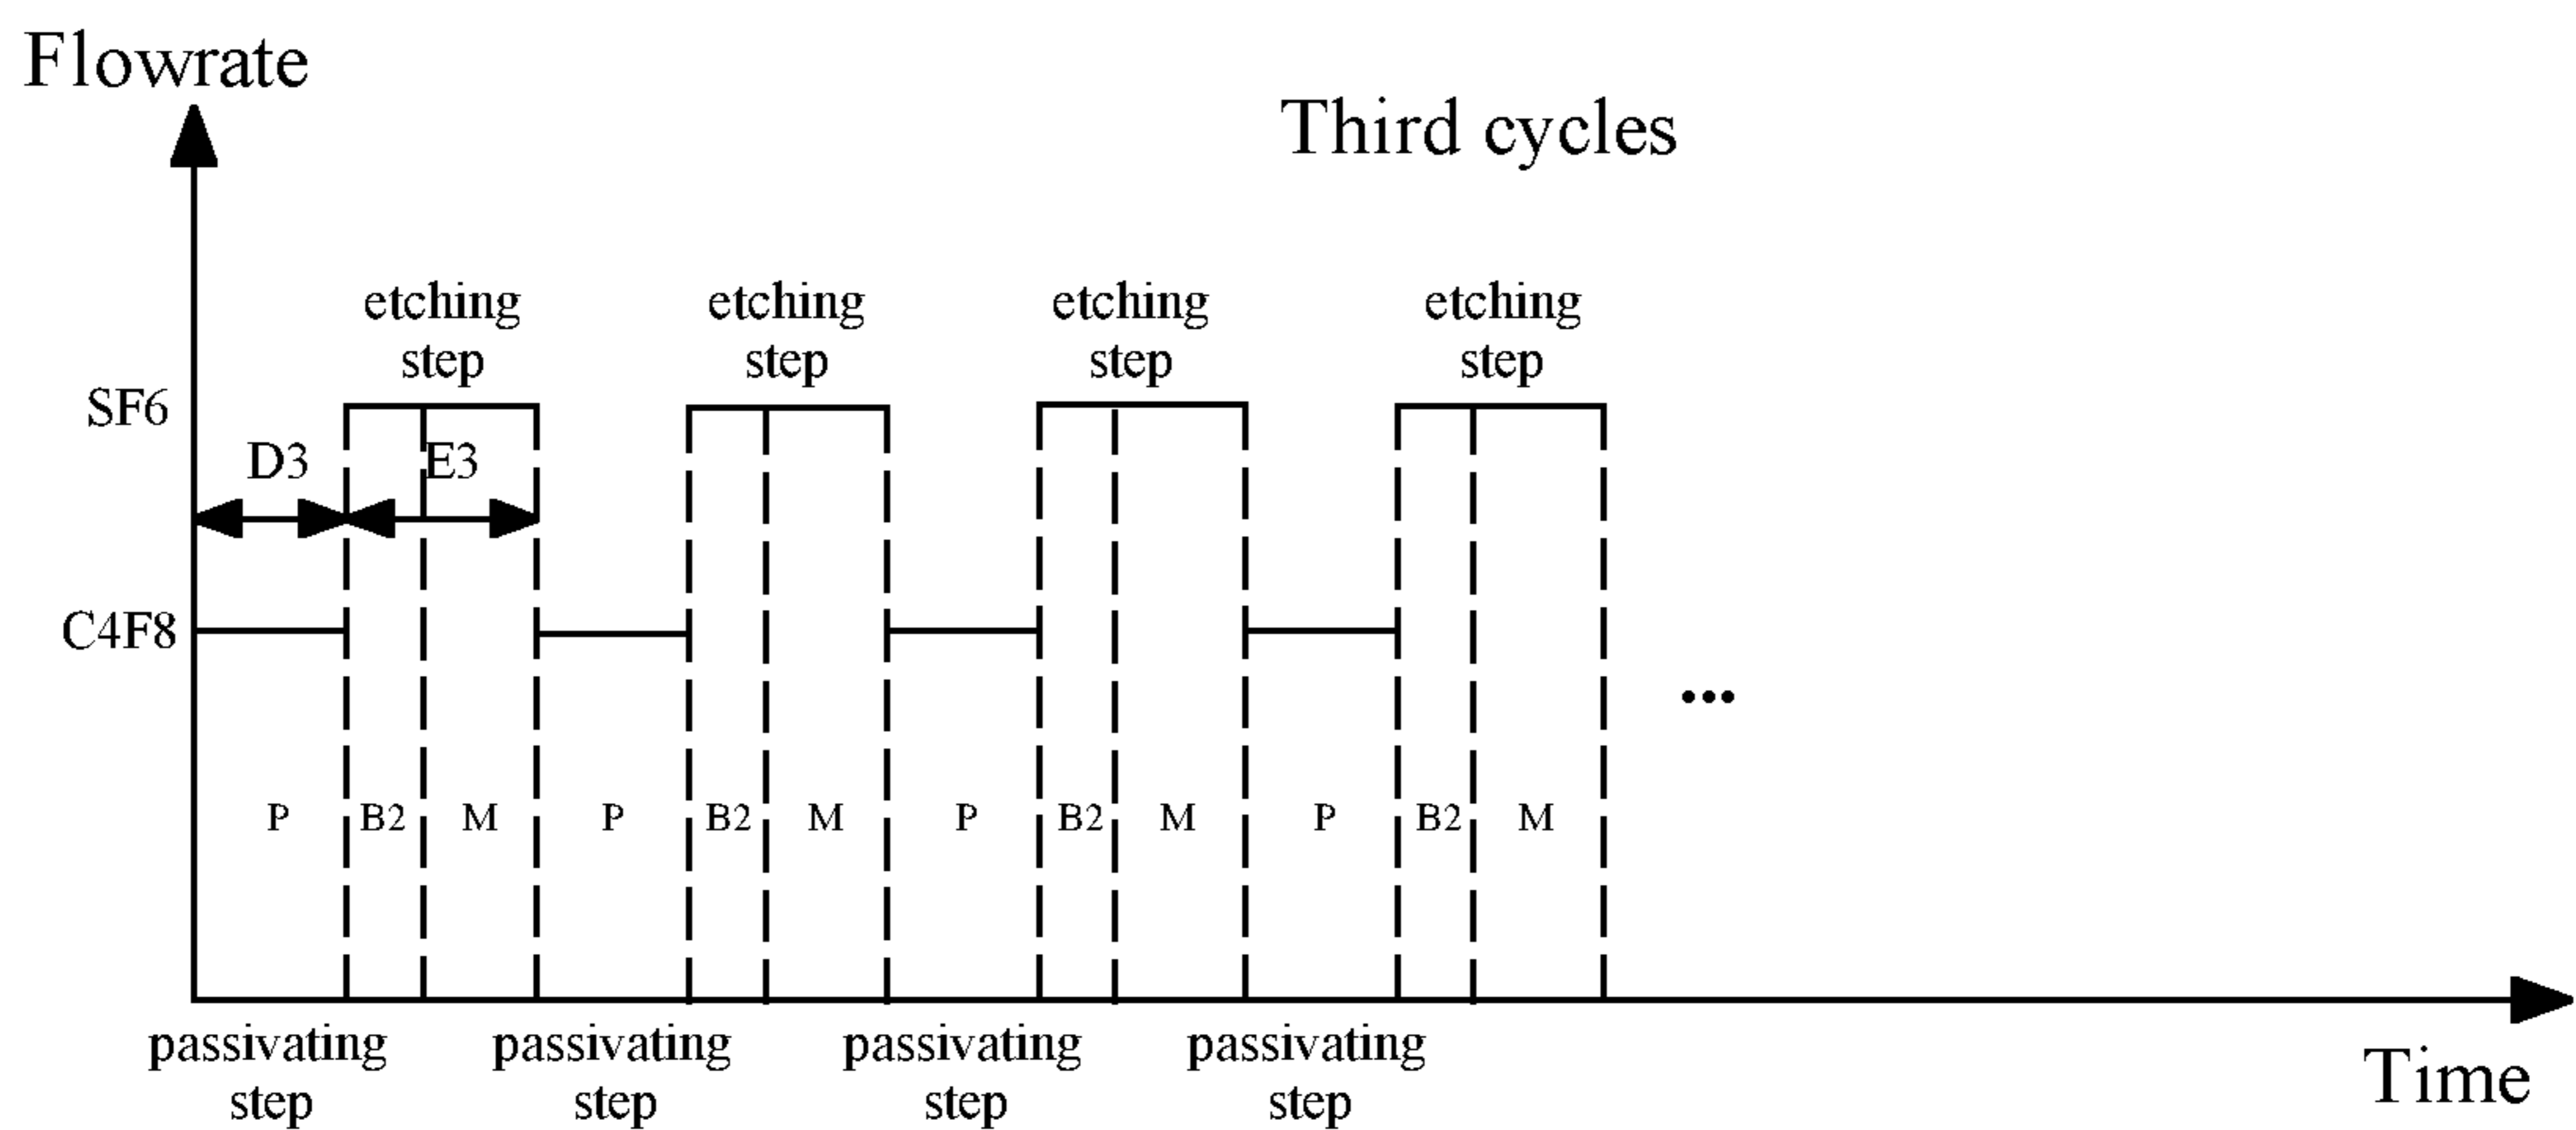 Flowrate
Third cycles
etching
step
etching
step
etching
step
etching
step
SF6
D3
E3
C4F8
...
P
B2
M
P
B2
M
P
B2
M
P
B2
M
passivating
step
passivating
step
passivating
step
passivating
step
Time